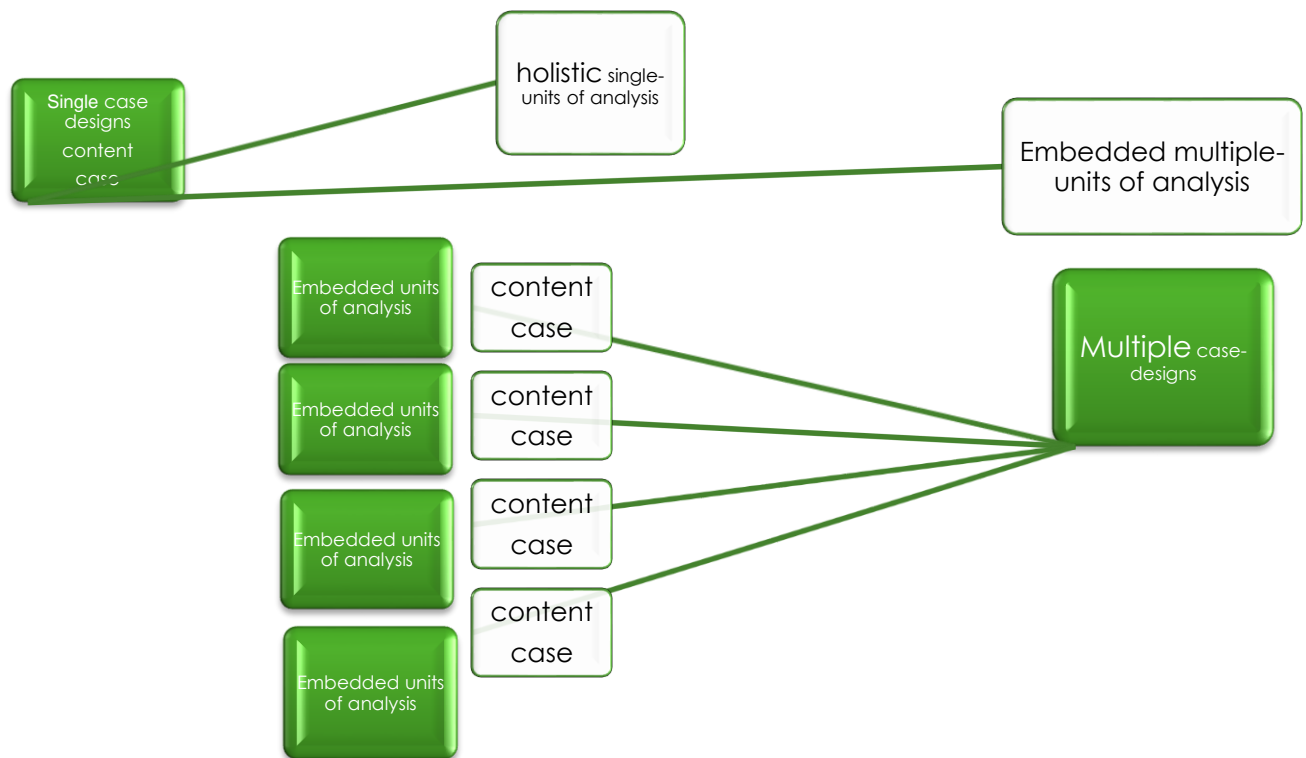 Single case
designs
content
case
holistic single-
units of analysis
Embedded multiple-
units of analysis
Embedded units
of analysis
content
case
Embedded units
of analysis
content
case
Embedded units
of analysis
content
case
Embedded units
of analysis
content
case
Multiple case-
designs